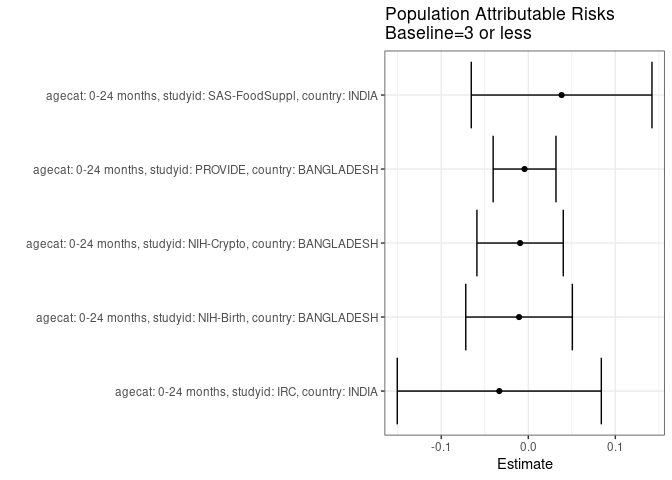 Population Attributable Risks
Baseline=3 or less
agecat: 0-24 months, studyid: SAS-FoodSuppl, country: INDIA
agecat: 0-24 months, studyid: PROVIDE, country: BANGLADESH
agecat: 0-24 months, studyid: NIH-Crypto, country: BANGLADESH
agecat: 0-24 months, studyid: NIH-Birth, country: BANGLADESH
agecat: 0-24 months, studyid: IRC, country: INDIA
-0.1 0.0 0.1
Estimate